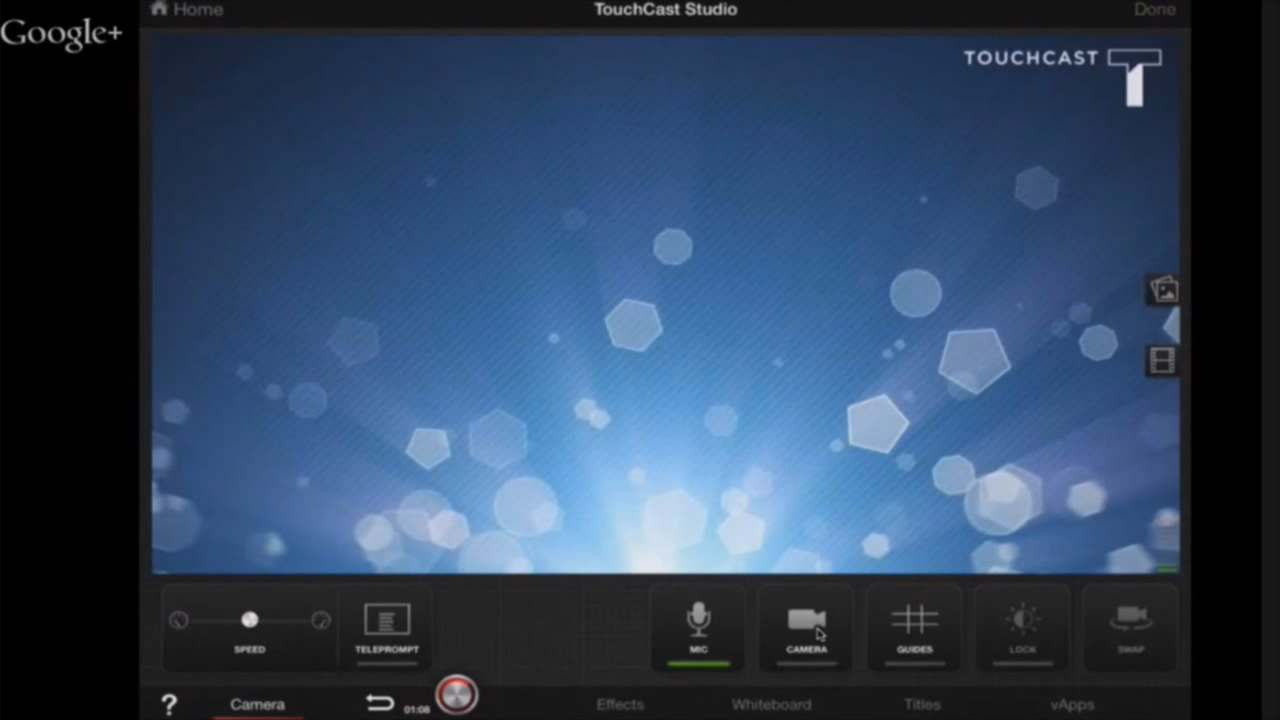 Home
TouchCast Studio
Done
Google+
TOUCHCAST
SPEED
TELEPROMPT
MIC
CAMERA
GUIDES
LOCK
SWAP
?
Camera
01:08
Effects
Whiteboard
Titles
vApps